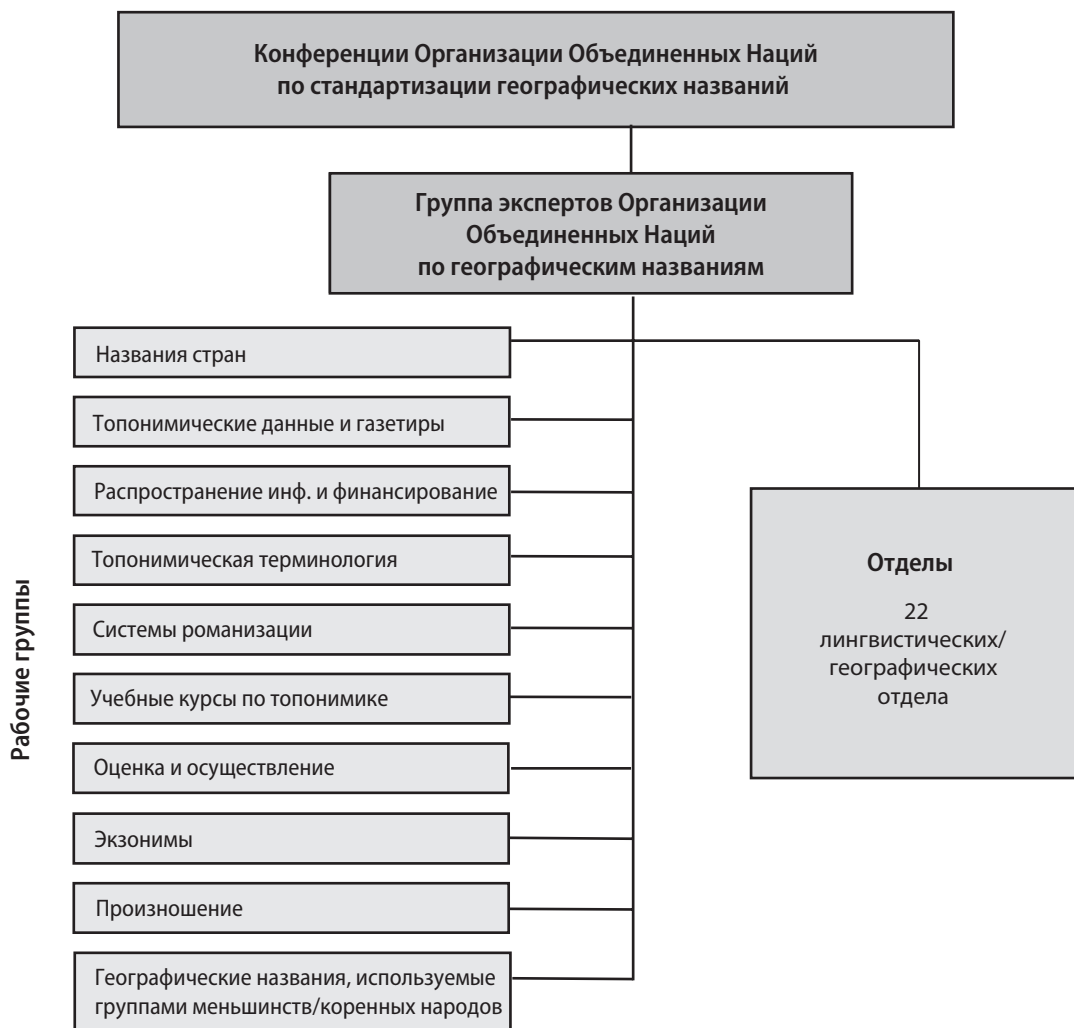 Конференции Организации Объединенных Наций
по стандартизации географических названий
Группа экспертов Организации
Объединенных Наций
по географическим названиям
Рабочие группы
Названия стран
Топонимические данные и газетиры
Распространение инф. и финансирование
Топонимическая терминология
Системы романизации
Учебные курсы по топонимике
Оценка и осуществление
Экзонимы
Произношение
Географические названия, используемые
группами меньшинств/коренных народов
Отделы
22
лингвистических/
географических
отдела